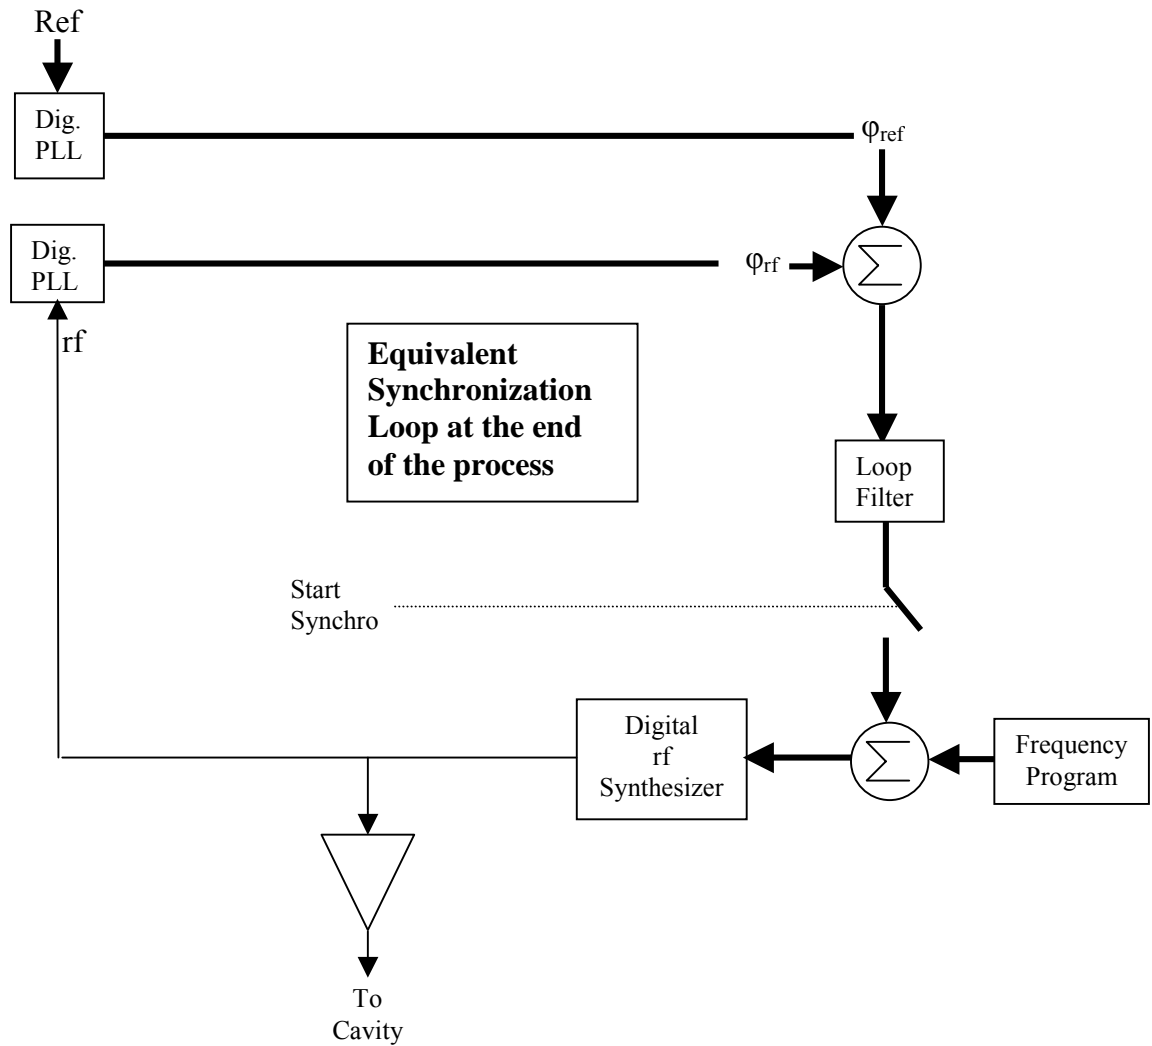 Ref
Dig.
PLL
φref
Dig.
PLL
φrf
∑
rf
Equivalent
Synchronization
Loop at the end
of the process
Loop
Filter
Start
Synchro
Digital
rf
Synthesizer
∑
Frequency
Program
To
Cavity